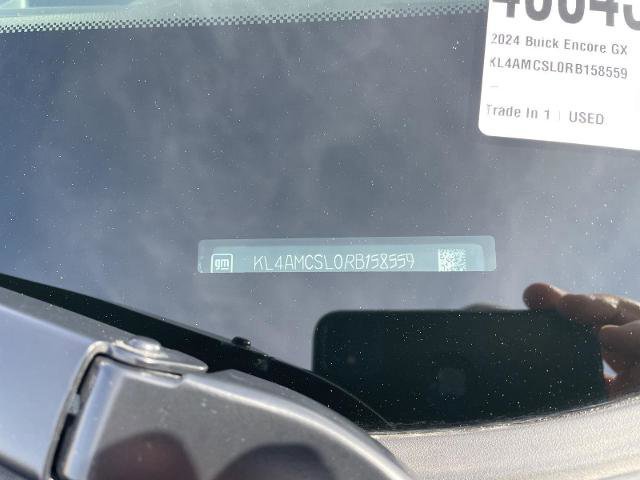 2024 Buick Encore GX
KL4AMCSL0RB158559
Trade In 1 | USED
gm KL4AMCSL0RB158559